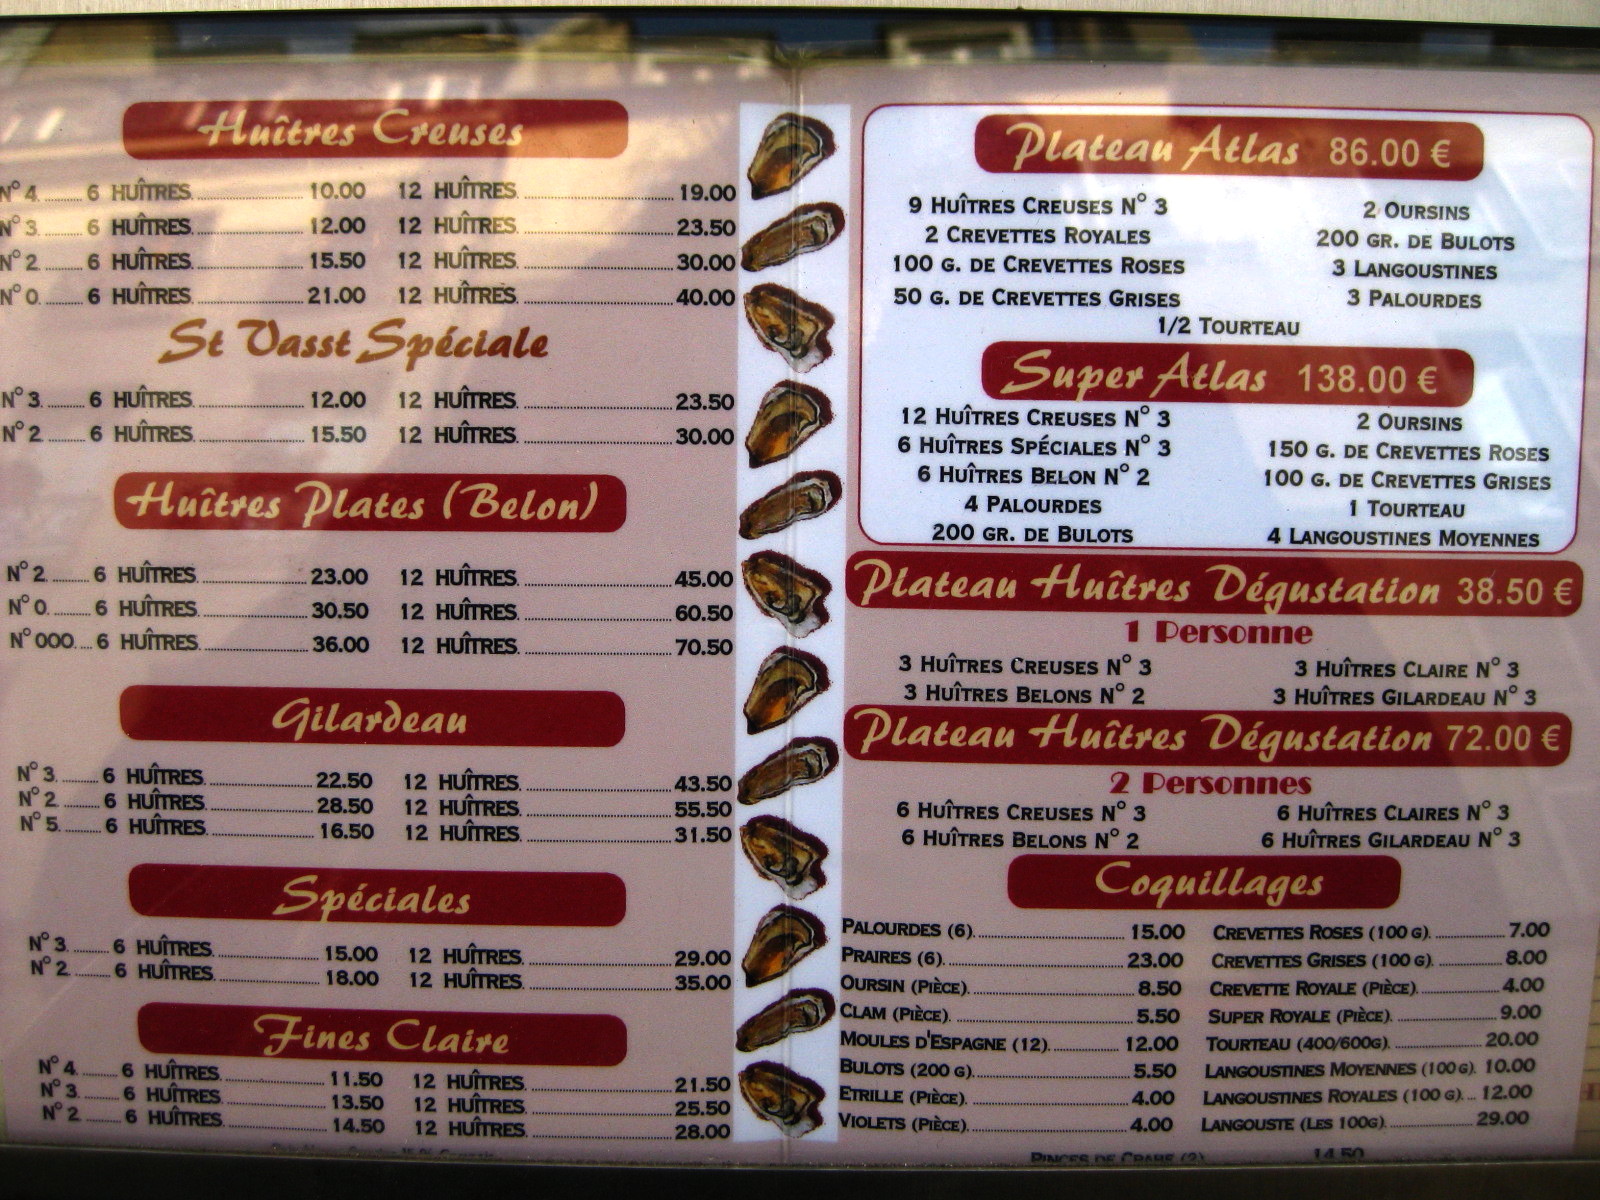 Huîtres Creuses
N° 4 ........ 6 HUÎTRES ........ 10.00 12 HUÎTRES ........ 19.00
N° 3 ........ 6 HUÎTRES ........ 12.00 12 HUÎTRES ........ 23.50
N° 2 ........ 6 HUÎTRES ........ 15.50 12 HUÎTRES ........ 30.00
N° 0 ........ 6 HUÎTRES ........ 21.00 12 HUÎTRES ........ 40.00
St Vasst Spéciale
N° 3 ........ 6 HUÎTRES ........ 12.00 12 HUÎTRES ........ 23.50
N° 2 ........ 6 HUÎTRES ........ 15.50 12 HUÎTRES ........ 30.00
Huîtres Plates (Belon)
N° 2 ........ 6 HUÎTRES ........ 23.00 12 HUÎTRES ........ 45.00
N° 0 ........ 6 HUÎTRES ........ 30.50 12 HUÎTRES ........ 60.50
N° 000 .... 6 HUÎTRES ........ 36.00 12 HUÎTRES ........ 70.50
Gilardeau
N° 3 ........ 6 HUÎTRES ........ 22.50 12 HUÎTRES ........ 43.50
N° 2 ........ 6 HUÎTRES ........ 28.50 12 HUÎTRES ........ 55.50
N° 5 ........ 6 HUÎTRES ........ 16.50 12 HUÎTRES ........ 31.50
Spéciales
N° 3 ........ 6 HUÎTRES ........ 15.00 12 HUÎTRES ........ 29.00
N° 2 ........ 6 HUÎTRES ........ 18.00 12 HUÎTRES ........ 35.00
Fines Claire
N° 4 ........ 6 HUÎTRES ........ 11.50 12 HUÎTRES ........ 21.50
N° 3 ........ 6 HUÎTRES ........ 13.50 12 HUÎTRES ........ 25.50
N° 2 ........ 6 HUÎTRES ........ 14.50 12 HUÎTRES ........ 28.00
Plateau Atlas 86.00 €
9 HUÎTRES CREUSES N° 3 2 OURSINS
2 CREVETTES ROYALES 200 GR. DE BULOTS
100 G. DE CREVETTES ROSES 3 LANGOUSTINES
50 G. DE CREVETTES GRISES 3 PALOURDES
1/2 TOURTEAU
Super Atlas 138.00 €
12 HUÎTRES CREUSES N° 3 2 OURSINS
6 HUÎTRES SPÉCIALES N° 3 150 G. DE CREVETTES ROSES
6 HUÎTRES BELON N° 2 100 G. DE CREVETTES GRISES
4 PALOURDES 1 TOURTEAU
200 GR. DE BULOTS 4 LANGOUSTINES MOYENNES
Plateau Huîtres Dégustation 38.50 €
1 Personne
3 HUÎTRES CREUSES N° 3 3 HUÎTRES CLAIRE N° 3
3 HUÎTRES BELONS N° 2 3 HUÎTRES GILARDEAU N° 3
Plateau Huîtres Dégustation 72.00 €
2 Personnes
6 HUÎTRES CREUSES N° 3 6 HUÎTRES CLAIRES N° 3
6 HUÎTRES BELONS N° 2 6 HUÎTRES GILARDEAU N° 3
Coquillages
PALOURDES (6) ........ 15.00 CREVETTES ROSES (100 G) ........ 7.00
PRAIRES (6) ........ 23.00 CREVETTES GRISES (100 G) ........ 8.00
OURSIN (PIÈCE) ........ 8.50 CREVETTE ROYALE (PIÈCE) ........ 4.00
CLAM (PIÈCE) ........ 5.50 SUPER ROYALE (PIÈCE) ........ 9.00
MOULES D'ESPAGNE (12) ........ 12.00 TOURTEAU (400/600G) ........ 20.00
BULOTS (200 G) ........ 5.50 LANGOUSTINES MOYENNES (100 G). 10.00
ETRILLE (PIÈCE) ........ 4.00 LANGOUSTINES ROYALES (100 G) ... 12.00
VIOLETS (PIÈCE) ........ 4.00 LANGOUSTE (LES 100G) ........ 29.00
PINCES DE CRABE (2) 14.50